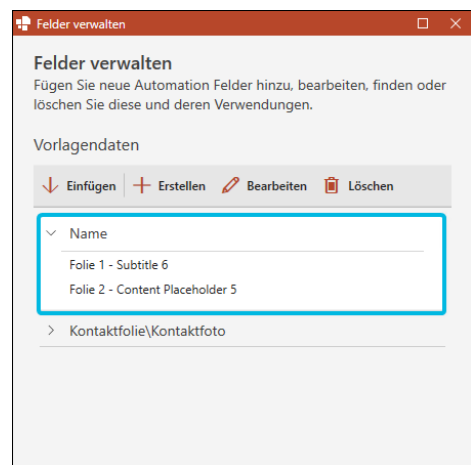 Felder verwalten
Felder verwalten
Fügen Sie neue Automation Felder hinzu, bearbeiten, finden oder
löschen Sie diese und deren Verwendungen.
Vorlagendaten
Einfügen Erstellen Bearbeiten Löschen
Name
Folie 1 - Subtitle 6
Folie 2 - Content Placeholder 5
Kontaktfolie\Kontaktfoto